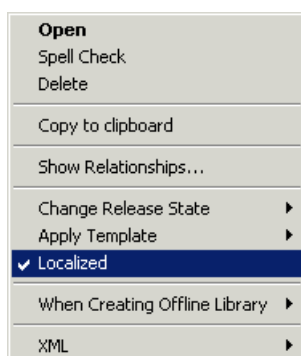 Open
Spell Check
Delete
Copy to clipboard
Show Relationships...
Change Release State
Apply Template
Localized
When Creating Offline Library
XML